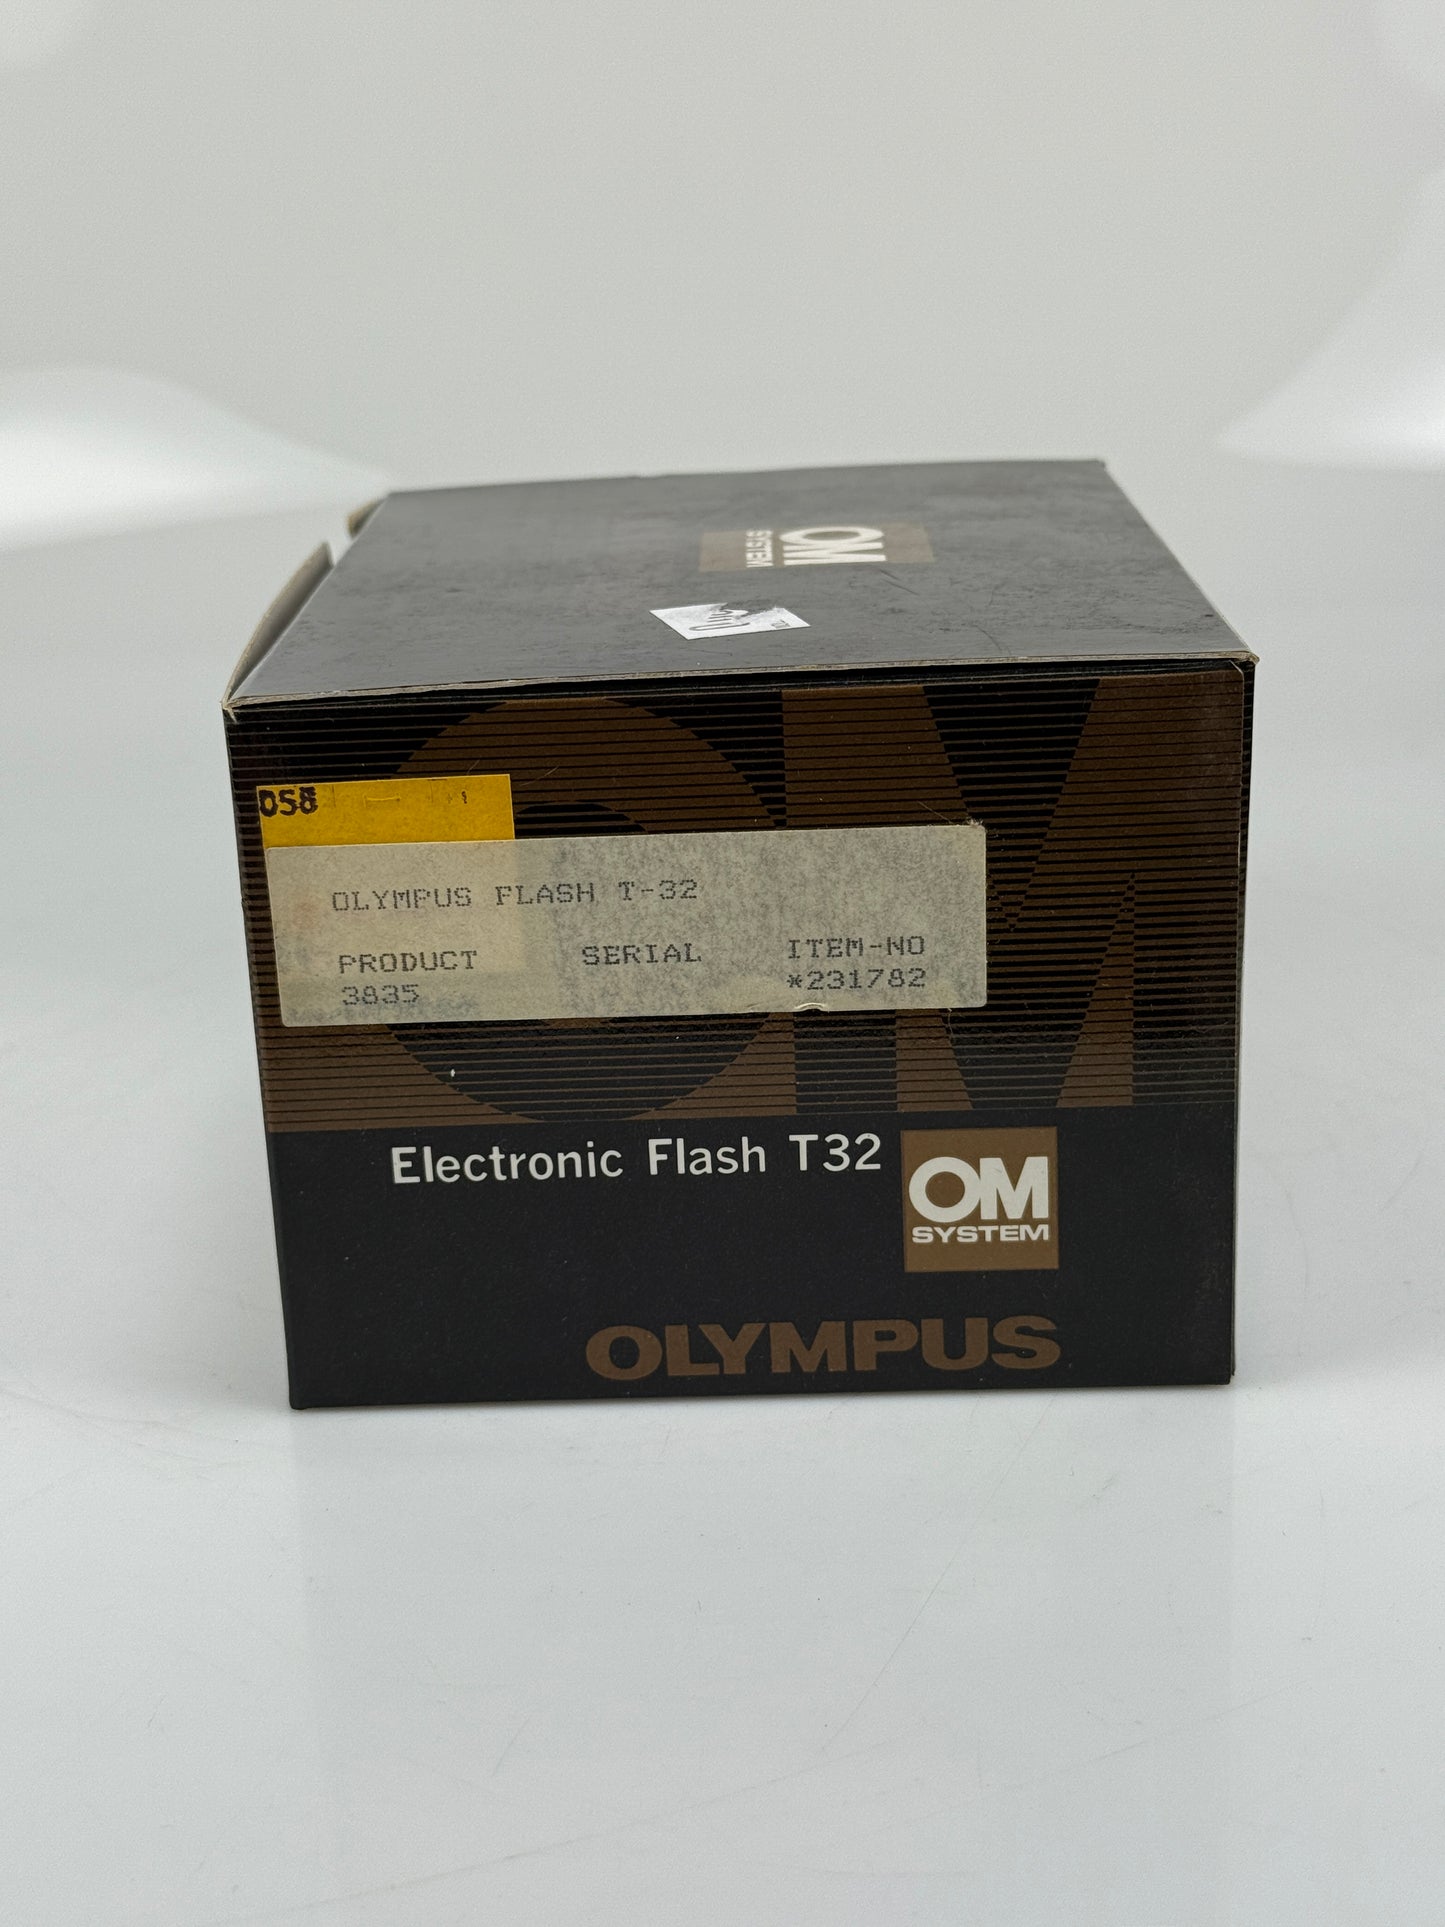 OM
SYSTEM
058
OLYMPUS FLASH T-32
PRODUCT SERIAL ITEM-NO
3835 *231782
Electronic Flash T32
OM
SYSTEM
OLYMPUS